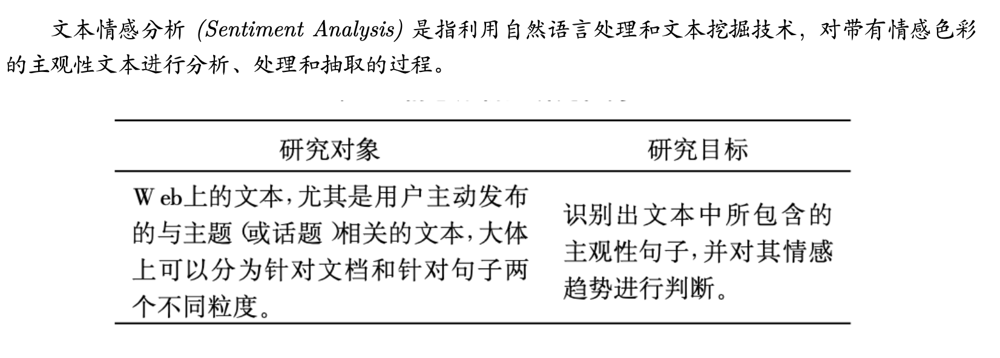 文本情感分析 (Sentiment Analysis) 是指利用自然语言处理和文本挖掘技术，对带有情感色彩
的主观性文本进行分析、处理和抽取的过程。
研究对象
研究目标
Web上的文本,尤其是用户主动发布
的与主题(或话题)相关的文本,大体
上可以分为针对文档和针对句子两
个不同粒度。
识别出文本中所包含的
主观性句子,并对其情感
趋势进行判断。